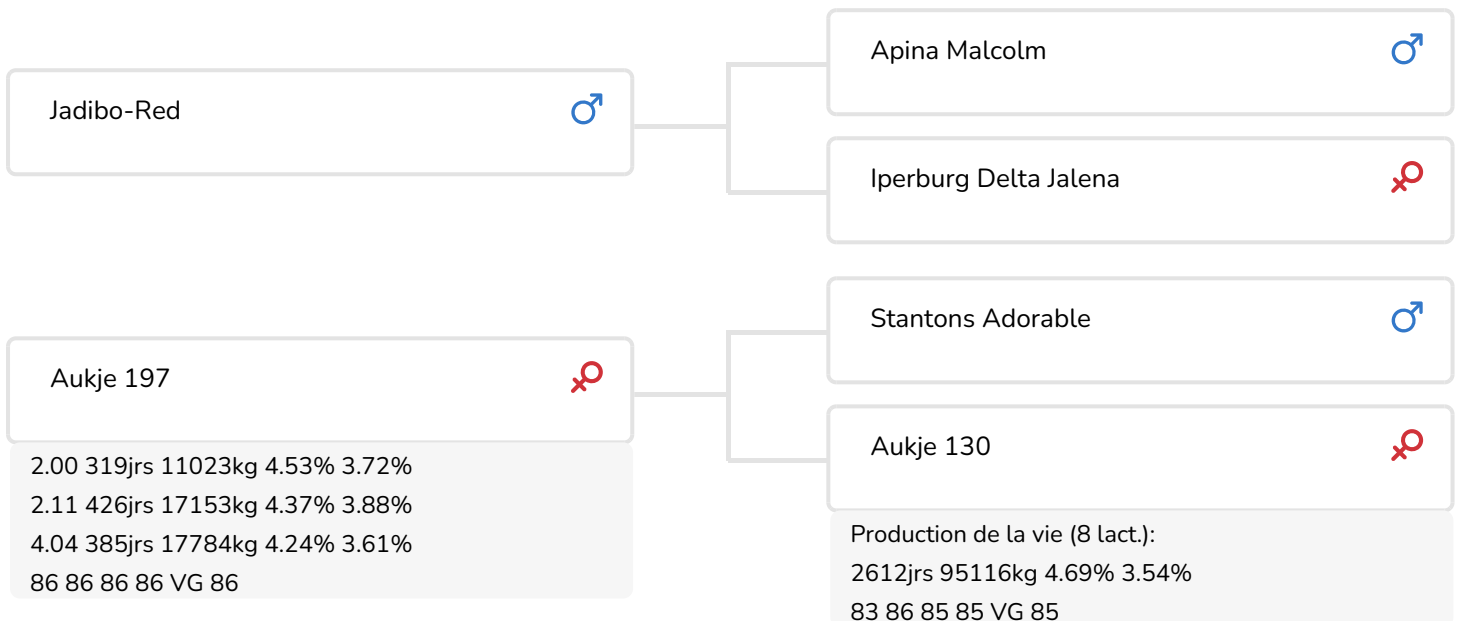 Apina Malcolm
Jadibo-Red
Iperburg Delta Jalena
Stantons Adorable
Aukje 197
Aukje 130
2.00 319jrs 11023kg 4.53% 3.72%
2.11 426jrs 17153kg 4.37% 3.88%
4.04 385jrs 17784kg 4.24% 3.61%
86 86 86 86 VG 86
Production de la vie (8 lact.):
2612jrs 95116kg 4.69% 3.54%
83 86 85 85 VG 85